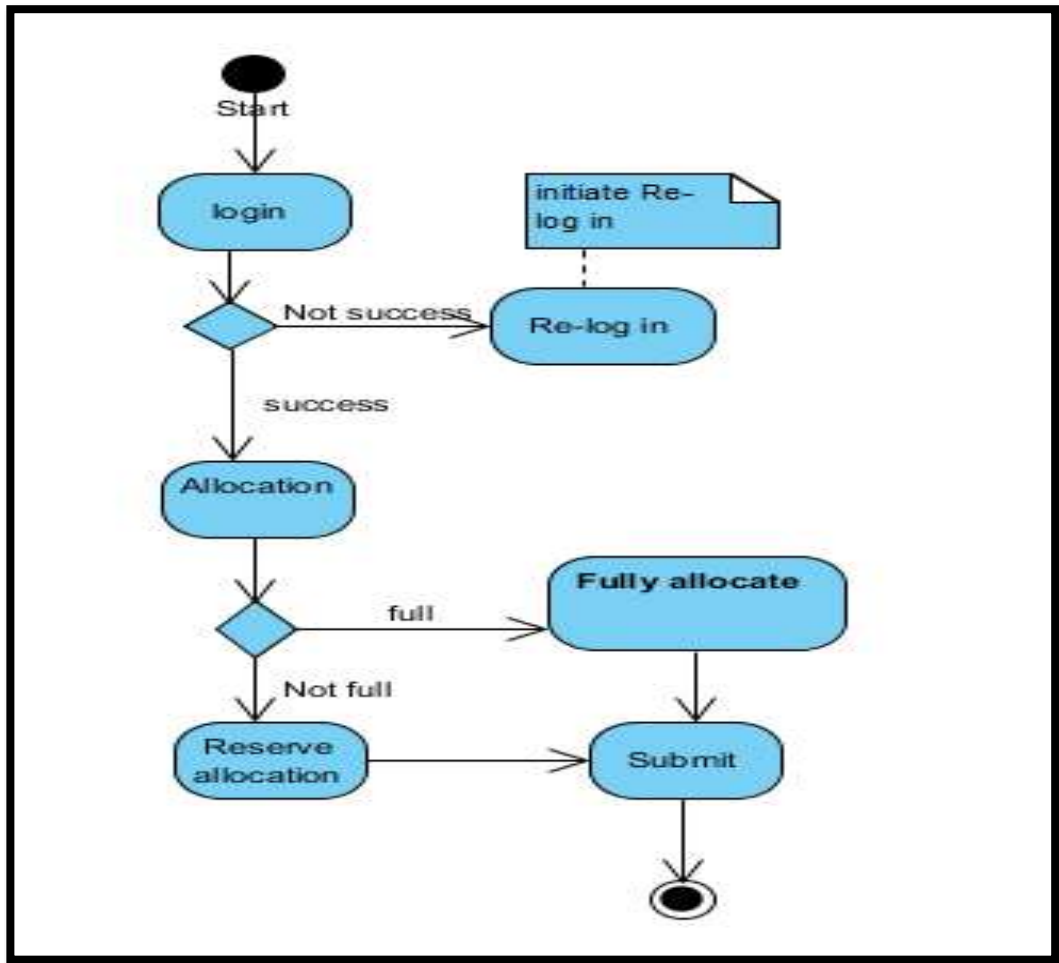 Start
login
initiate Re-
log in
Not success
Re-log in
success
Allocation
Fully allocate
full
Not full
Reserve
allocation
Submit